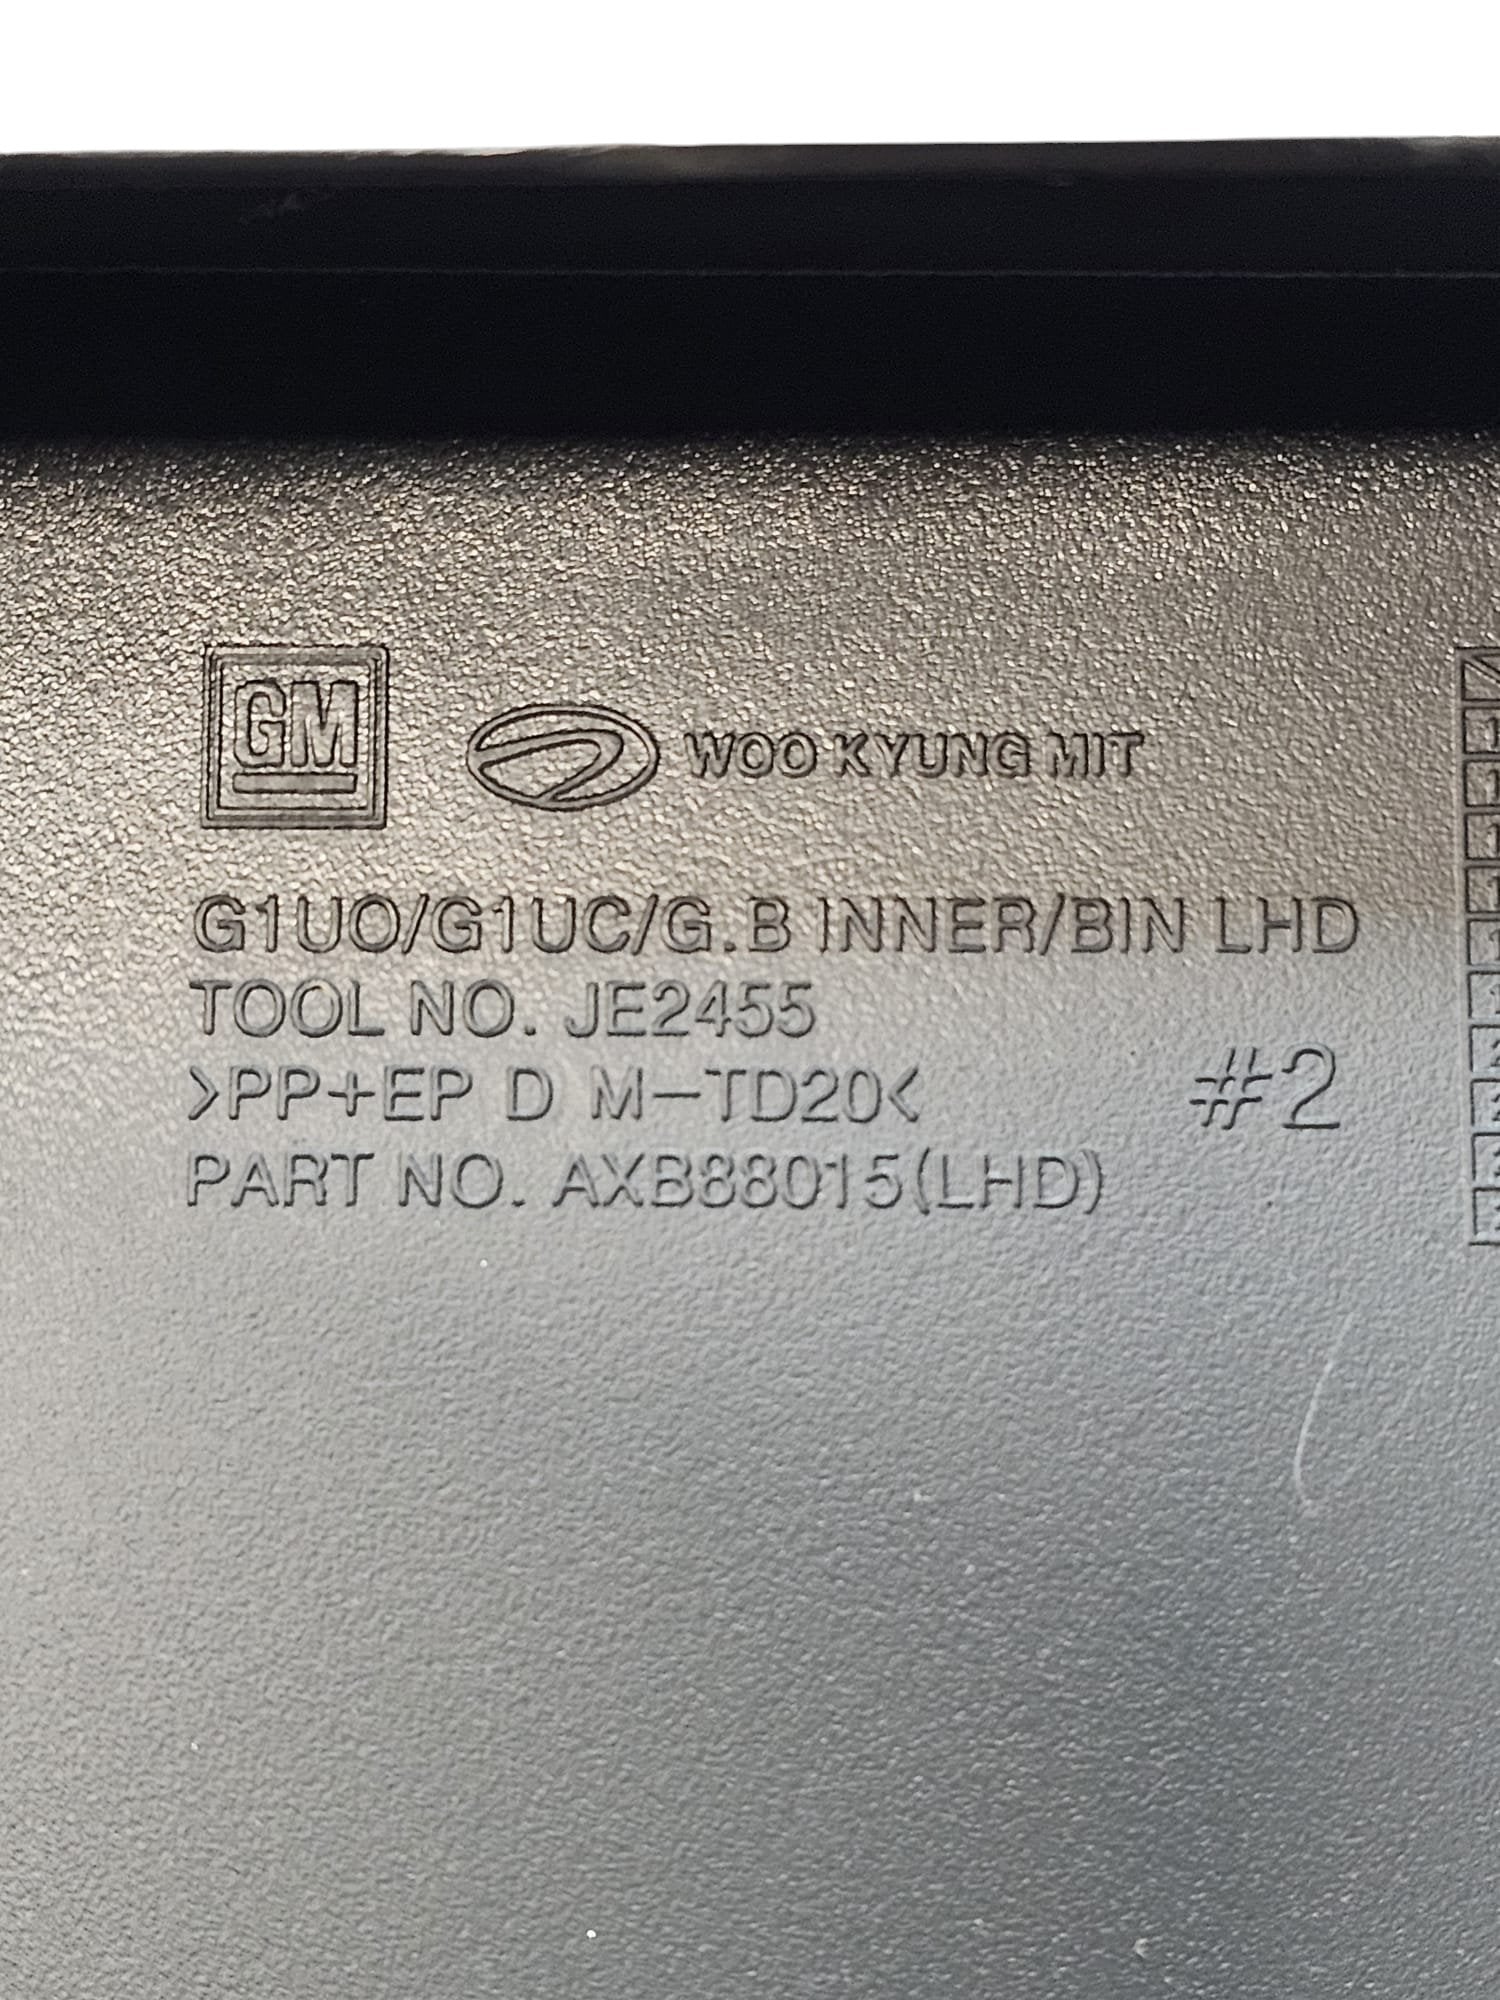 GM WOO KYUNG MIT
G1UO/G1UC/G.B INNER/BIN LHD
TOOL NO. JE2455
>PP+EP D M-TD20< #2
PART NO. AXB88015(LHD)